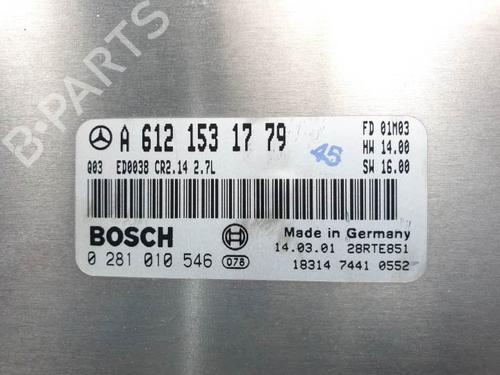 A 612 153 17 79
FD 01M03
Q03 ED0038 CR2.14 2.7L
45
HW 14.00
SW 16.00
BOSCH
Made in Germany
14.03.01 28RTE851
0 281 010 546 078
18314 7441 0552
B-PARTS